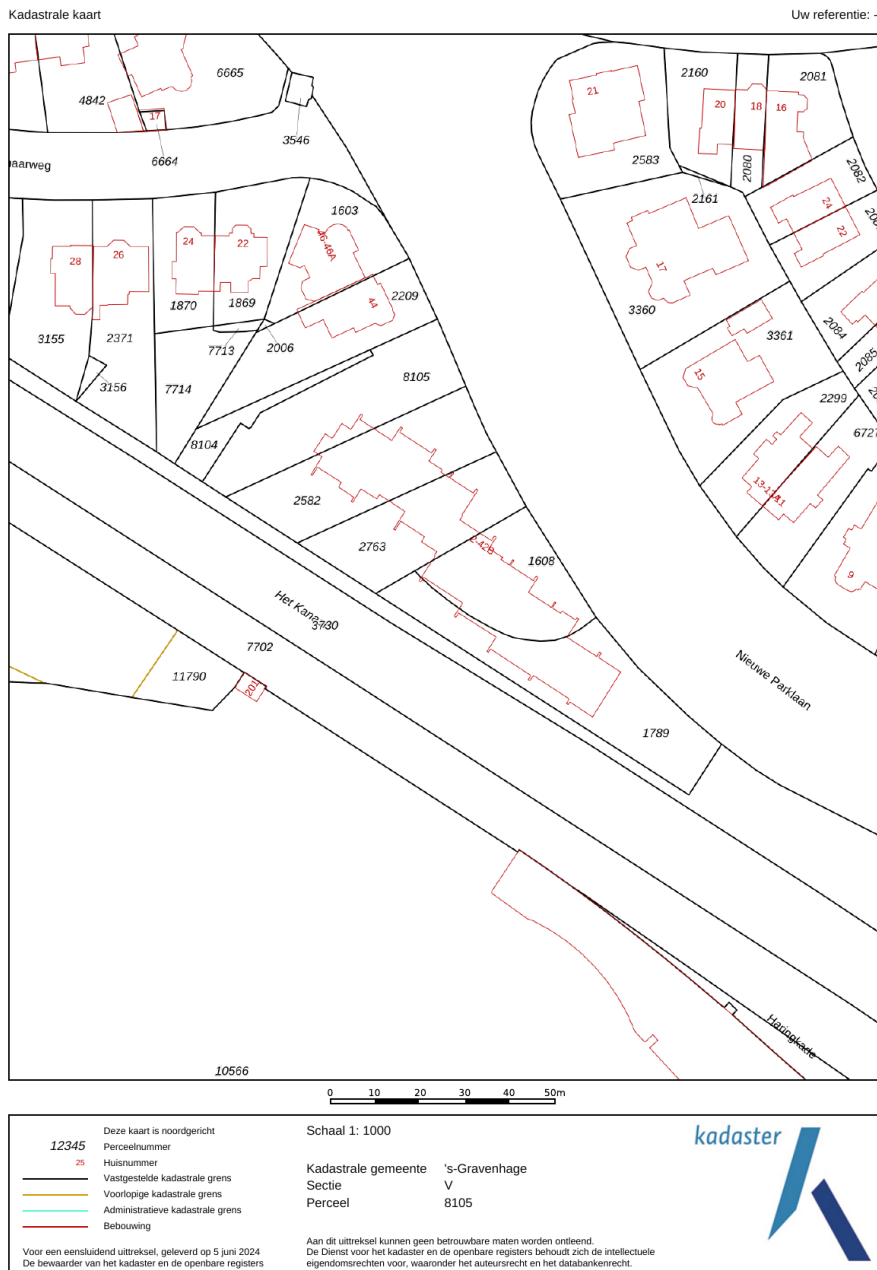 Kadastrale kaart
Uw referentie: -
6665
4842
17
6664
3546
naarweg
21
2160
2081
20
18
16
2583
2080
2161
2082
24
22
1603
46-46A
28
26
24
22
44
2209
1870
1869
3155
2371
7713
2006
3156
7714
8105
8104
17
3360
3361
15
2084
2085
2299
6727
13-13A
11
9
2582
2763
2-42B
1608
Het Kanaal
3730
7702
11790
201
1789
Nieuwe Parklaan
Haringkade
10566
0 10 20 30 40 50m
Deze kaart is noordgericht
12345 Perceelnummer
25 Huisnummer
Vastgestelde kadastrale grens
Voorlopige kadastrale grens
Administratieve kadastrale grens
Bebouwing
Voor een eensluidend uittreksel, geleverd op 5 juni 2024
De bewaarder van het kadaster en de openbare registers
Schaal 1: 1000
Kadastrale gemeente 's-Gravenhage
Sectie V
Perceel 8105
Aan dit uittreksel kunnen geen betrouwbare maten worden ontleend.
De Dienst voor het kadaster en de openbare registers behoudt zich de intellectuele
eigendomsrechten voor, waaronder het auteursrecht en het databankenrecht.
kadaster